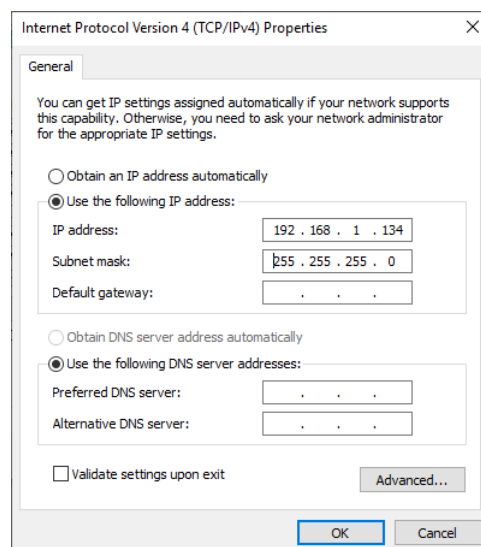 Internet Protocol Version 4 (TCP/IPv4) Properties
General
You can get IP settings assigned automatically if your network supports
this capability. Otherwise, you need to ask your network administrator
for the appropriate IP settings.
Obtain an IP address automatically
Use the following IP address:
IP address: 192 . 168 . 1 . 134
Subnet mask: 255 . 255 . 255 . 0
Default gateway: . . .
Obtain DNS server address automatically
Use the following DNS server addresses:
Preferred DNS server: . . .
Alternative DNS server: . . .
Validate settings upon exit
Advanced...
OK Cancel